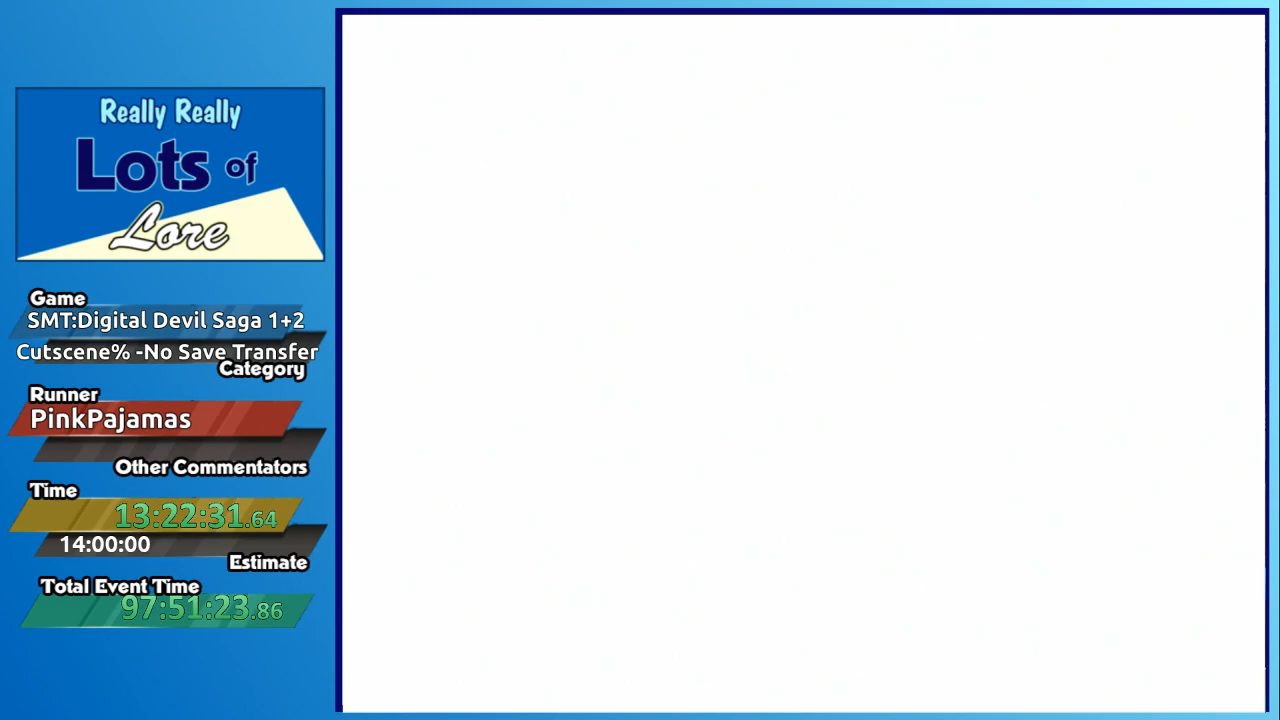 Really Really
Lots of
Lore
Game
SMT:Digital Devil Saga 1+2
Cutscene% -No Save Transfer
Category
Runner
PinkPajamas
Other Commentators
Time
13:22:31.64
14:00:00
Estimate
Total Event Time
97:51:23.86